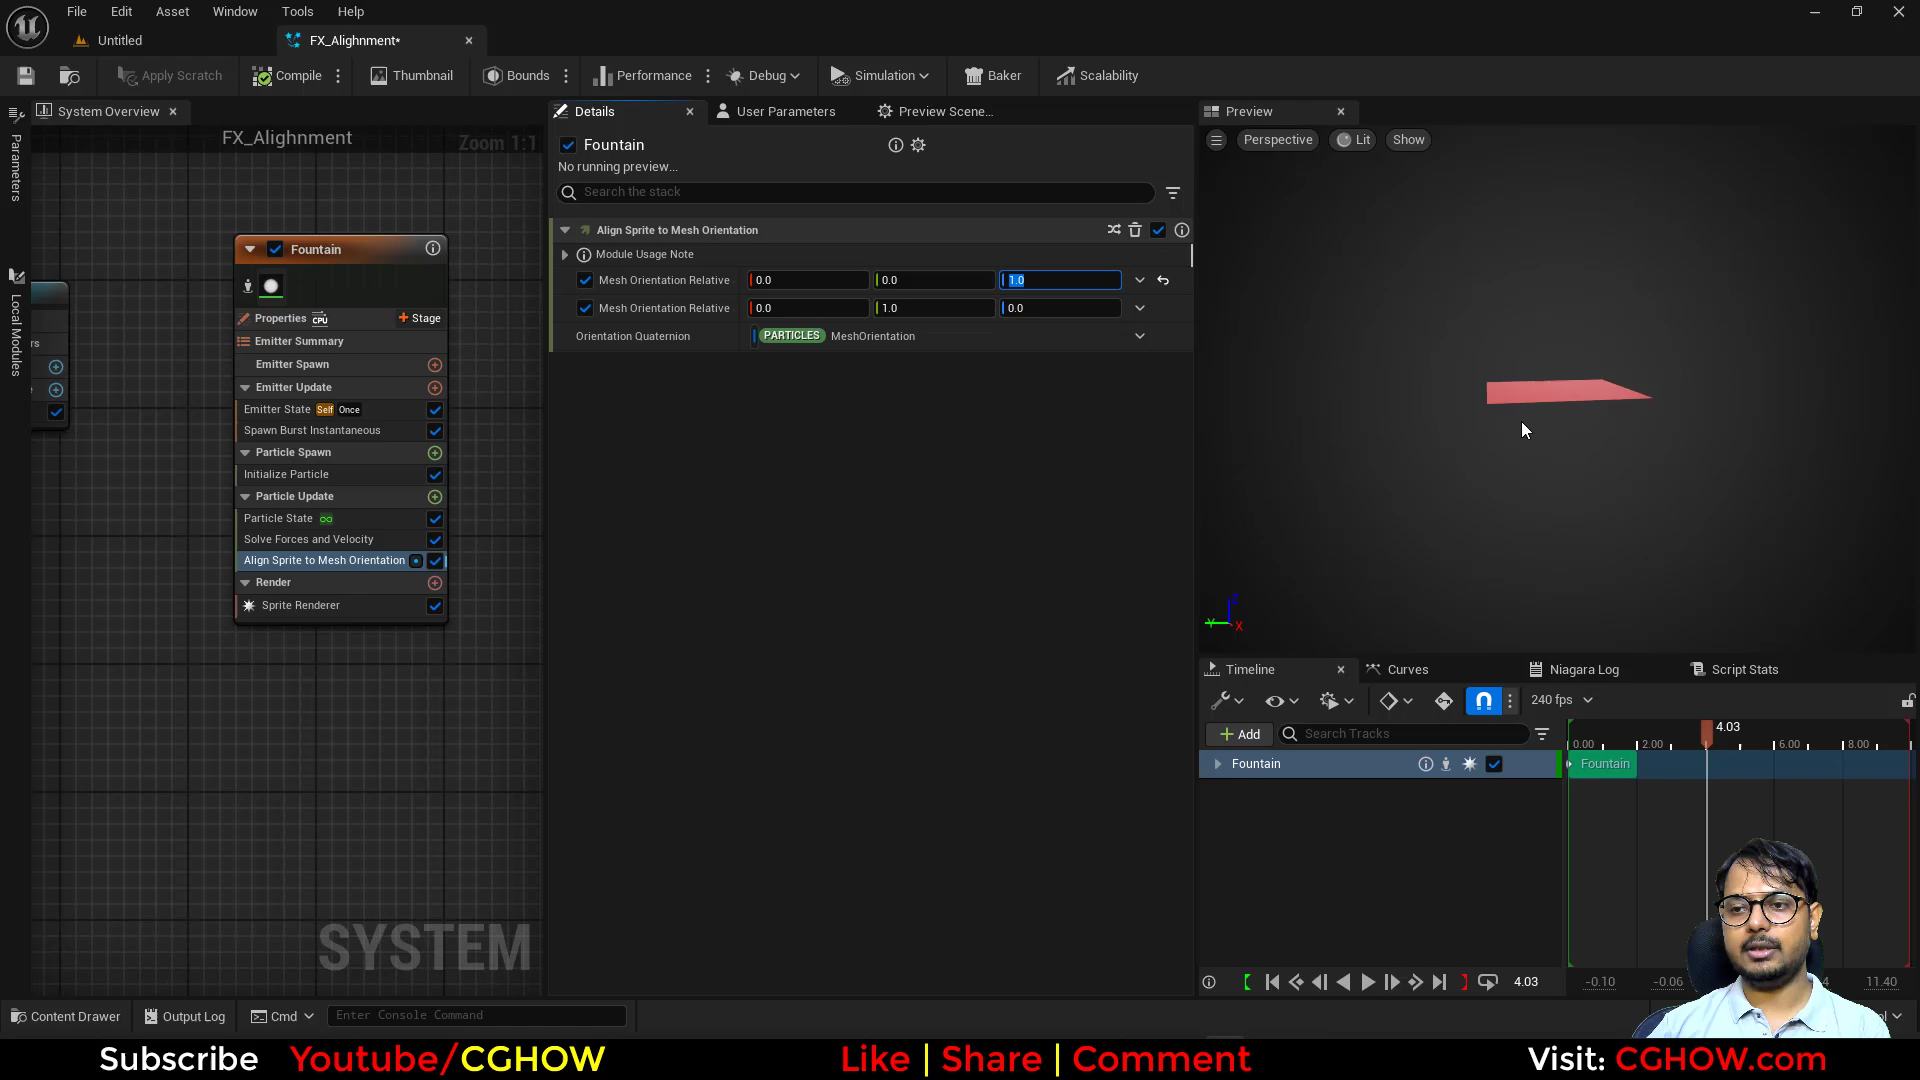 File Edit Asset Window Tools Help
Untitled
FX_Alighnment*
Apply Scratch Compile Thumbnail Bounds Performance Debug Simulation Baker Scalability
System Overview
Details User Parameters Preview Scene...
Preview
Parameters
Local Modules
FX_Alighnment
Zoom 1:1
Fountain
No running preview...
Search the stack
Perspective Lit Show
Align Sprite to Mesh Orientation
Module Usage Note
Mesh Orientation Relative 0.0 0.0 1.0
Mesh Orientation Relative 0.0 1.0 0.0
Orientation Quaternion PARTICLES MeshOrientation
Fountain
Properties CPU Stage
Emitter Summary
Emitter Spawn
Emitter Update
Emitter State Self Once
Spawn Burst Instantaneous
Particle Spawn
Initialize Particle
Particle Update
Particle State
Solve Forces and Velocity
Align Sprite to Mesh Orientation
Render
Sprite Renderer
rs
SYSTEM
Z
Y X
Timeline Curves Niagara Log Script Stats
240 fps
Add Search Tracks
4.03
0.00 2.00 6.00 8.00
Fountain
Fountain
4.03
-0.10 -0.06 11.40
Content Drawer Output Log Cmd Enter Console Command
Subscribe Youtube/CGHOW Like | Share | Comment Visit: CGHOW.com